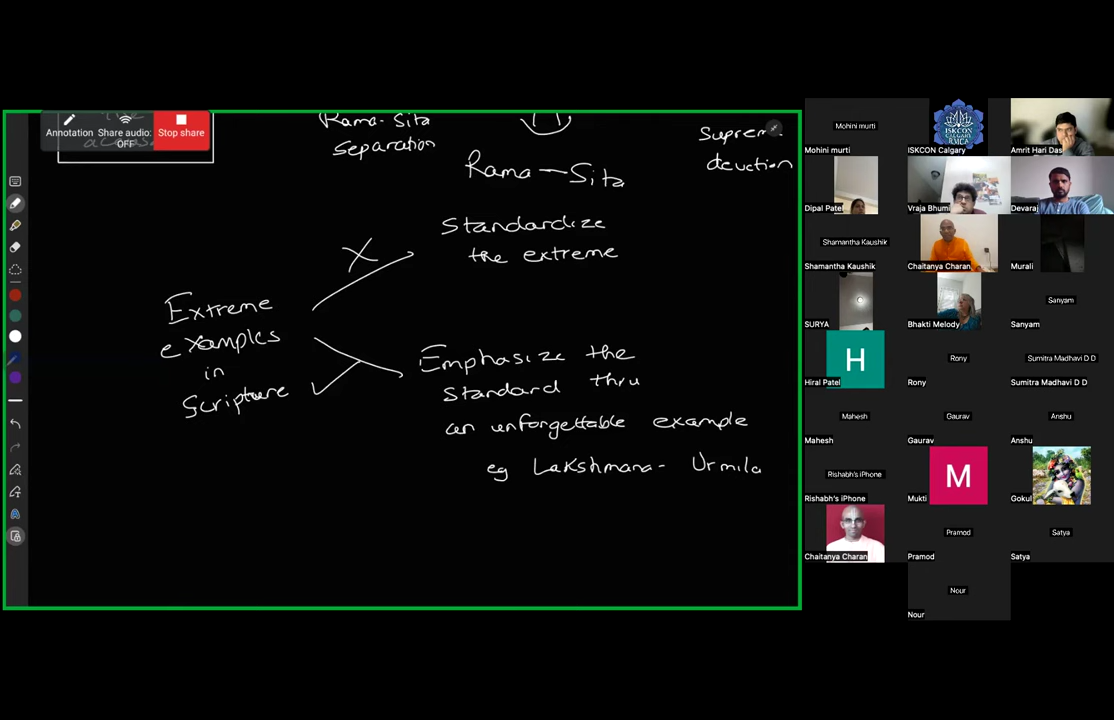 Annotation
Share audio:
OFF
Stop share
Rama-Sita
separation
Rama — Sita
devotion
Standardize
the extreme
X
Extreme
examples
in
Scripture
Emphasize the
Standard thru
an unforgettable example
eg Lakshmana- Urmila
Mohini murti
Mohini murti
ISKCON
CALGARY
ISKCON Calgary
Amrit Hari Das
Dipal Patel
Vraja Bhumi
Devaraj
Shamantha Kaushik
Shamantha Kaushik
Chaitanya Charan
Murali
SURYA
Bhakti Melody
Sanyam
Sanyam
H
Hiral Patel
Rony
Rony
Sumitra Madhavi D D
Sumitra Madhavi D D
Mahesh
Mahesh
Gaurav
Gaurav
Anshu
Anshu
Rishabh's iPhone
Rishabh's iPhone
M
Mukti
Gokul
Chaitanya Charan
Pramod
Pramod
Satya
Satya
Nour
Nour